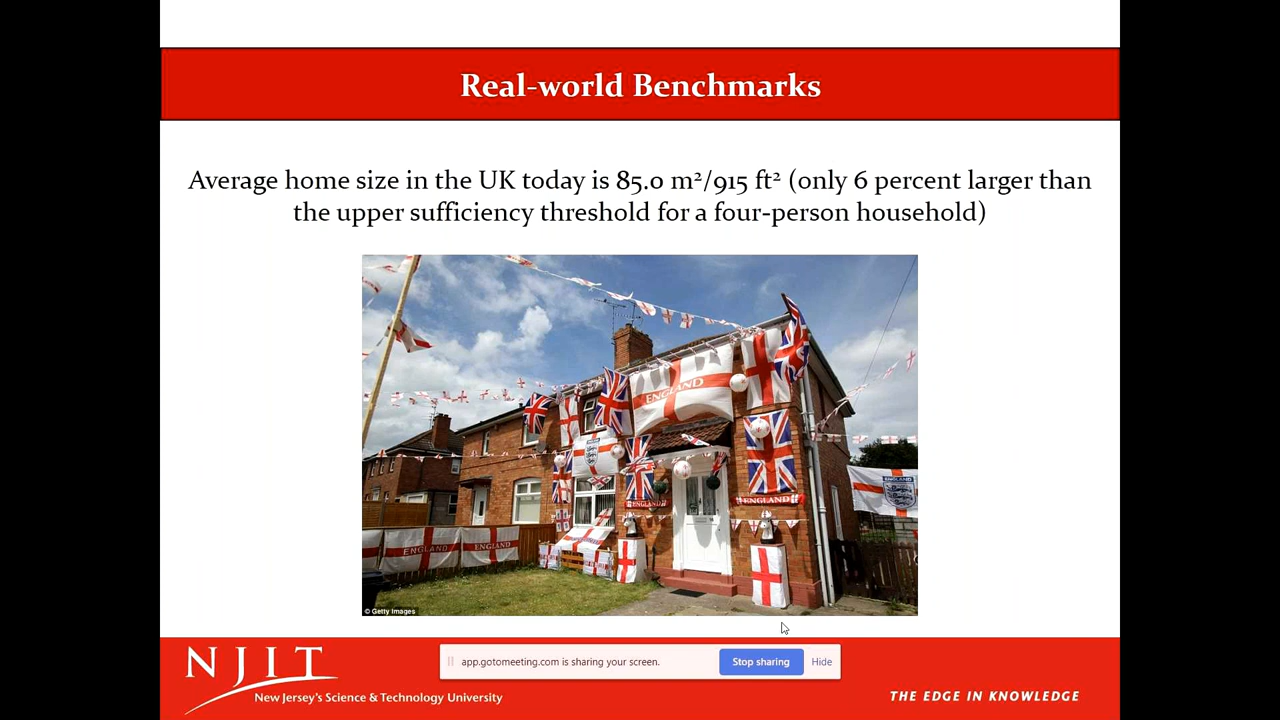 Real-world Benchmarks
Average home size in the UK today is 85.0 m²/915 ft² (only 6 percent larger than
the upper sufficiency threshold for a four-person household)
ENGLAND
ENGLAND
ENGLAND
ENGLAND
ENGLAND
ENGLAND
© Getty Images
NJIT
New Jersey's Science & Technology University
app.gotomeeting.com is sharing your screen.
Stop sharing
Hide
THE EDGE IN KNOWLEDGE